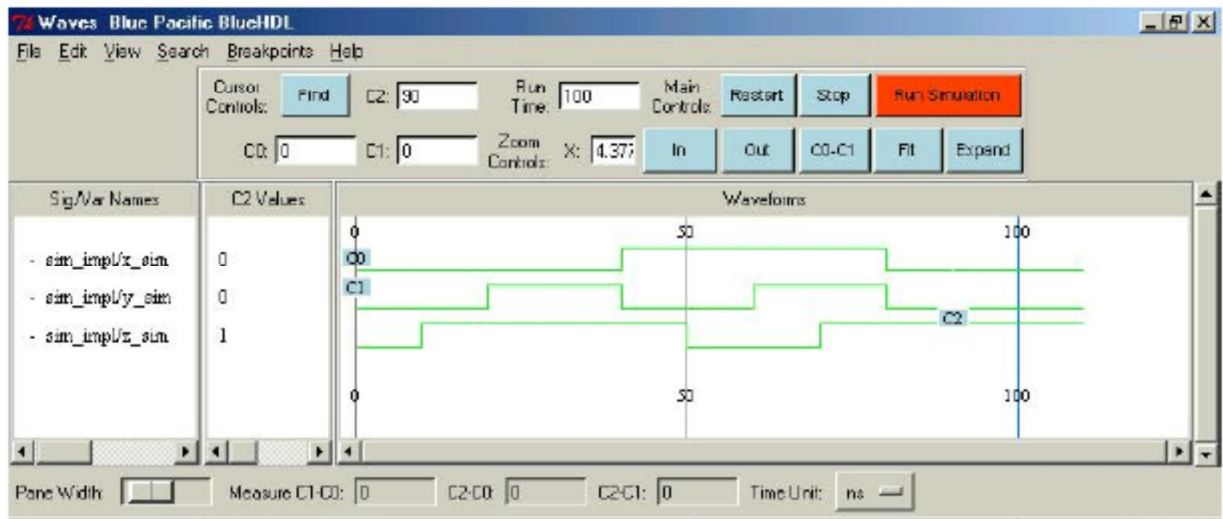 Waves Blue Pacific BlueHDL
File Edit View Search Breakpoints Help
Cursor Controls: Find C2: 90 Run Time: 100 Main Controls: Restart Stop Run Simulation
C0: 0 C1: 0 Zoom Controls: X: 4.377 In Out C0-C1 Fit Expand
Sig/Var Names C2 Values Waveforms
0 50 100
- sim_impl/x_sim 0 C0
- sim_impl/y_sim 0 C1
C2
- sim_impl/z_sim 1
0 50 100
Pane Width: Measure C1-C0: 0 C2-C0: 0 C2-C1: 0 Time Unit: ns